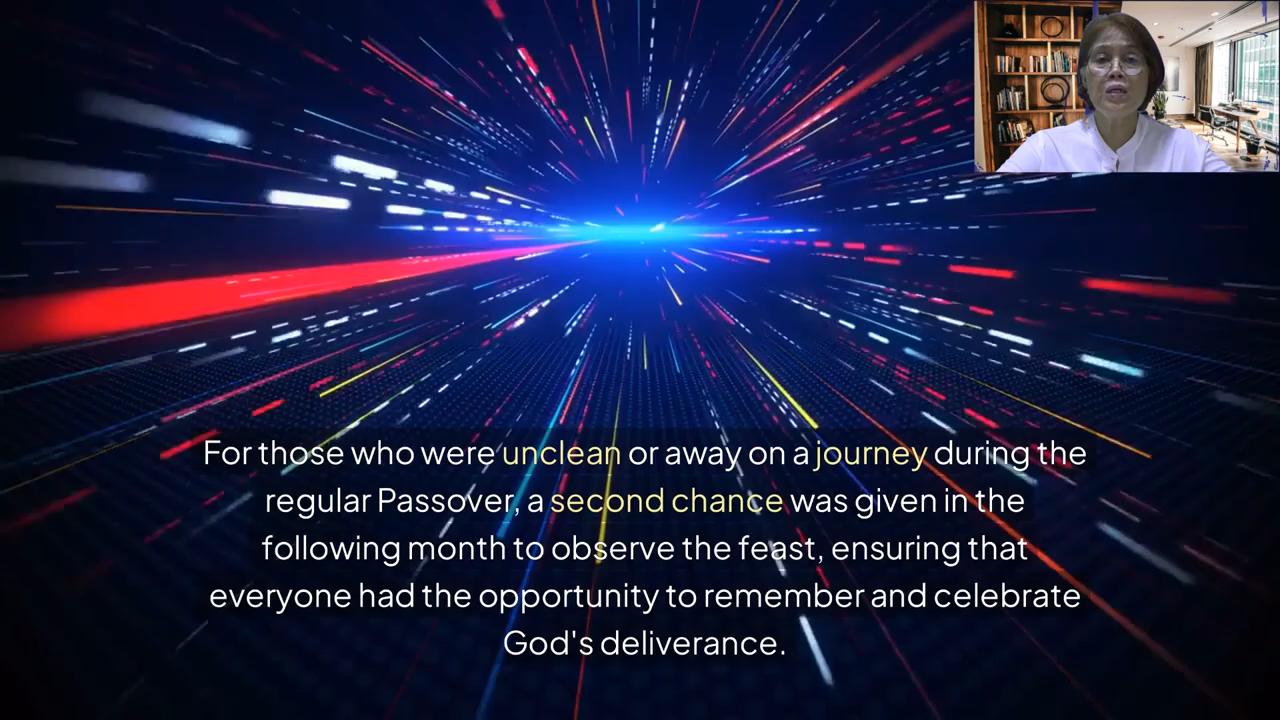 For those who were unclean or away on a journey during the
regular Passover, a second chance was given in the
following month to observe the feast, ensuring that
everyone had the opportunity to remember and celebrate
God's deliverance.